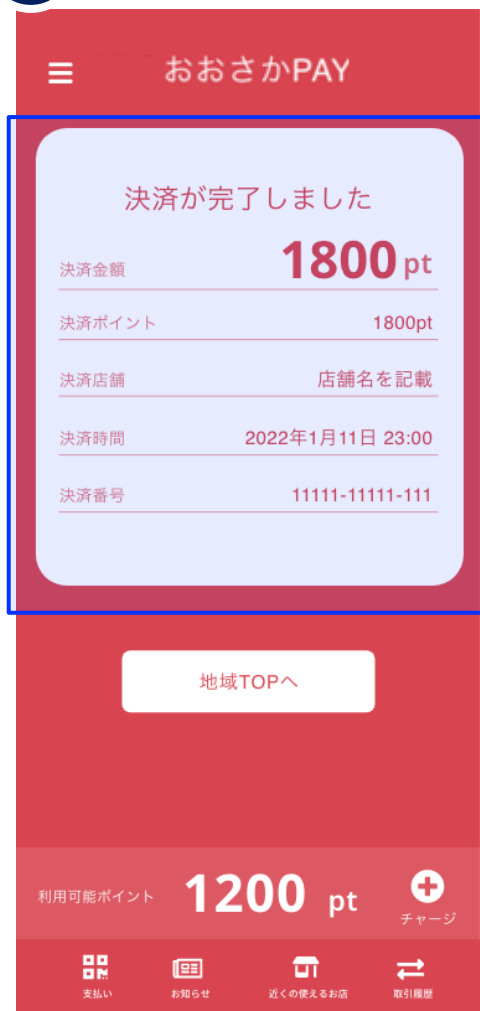 おおさかPAY
決済が完了しました
決済金額 1800 pt
決済ポイント 1800pt
決済店舗 店舗名を記載
決済時間 2022年1月11日 23:00
決済番号 11111-11111-111
地域TOPへ
利用可能ポイント 1200 pt チャージ
支払い お知らせ 近くの使えるお店 取引履歴